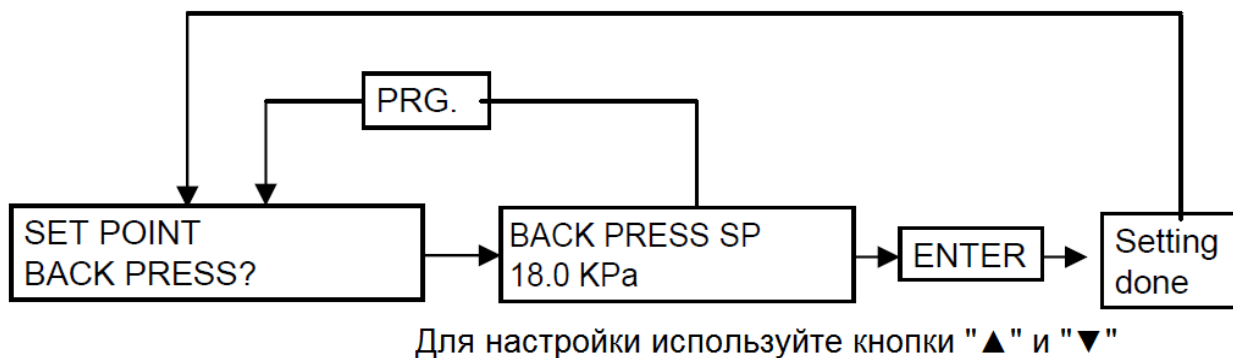 PRG.
SET POINT
BACK PRESS?
BACK PRESS SP
18.0 KPa
ENTER
Setting
done
Для настройки используйте кнопки "▲" и "▼"